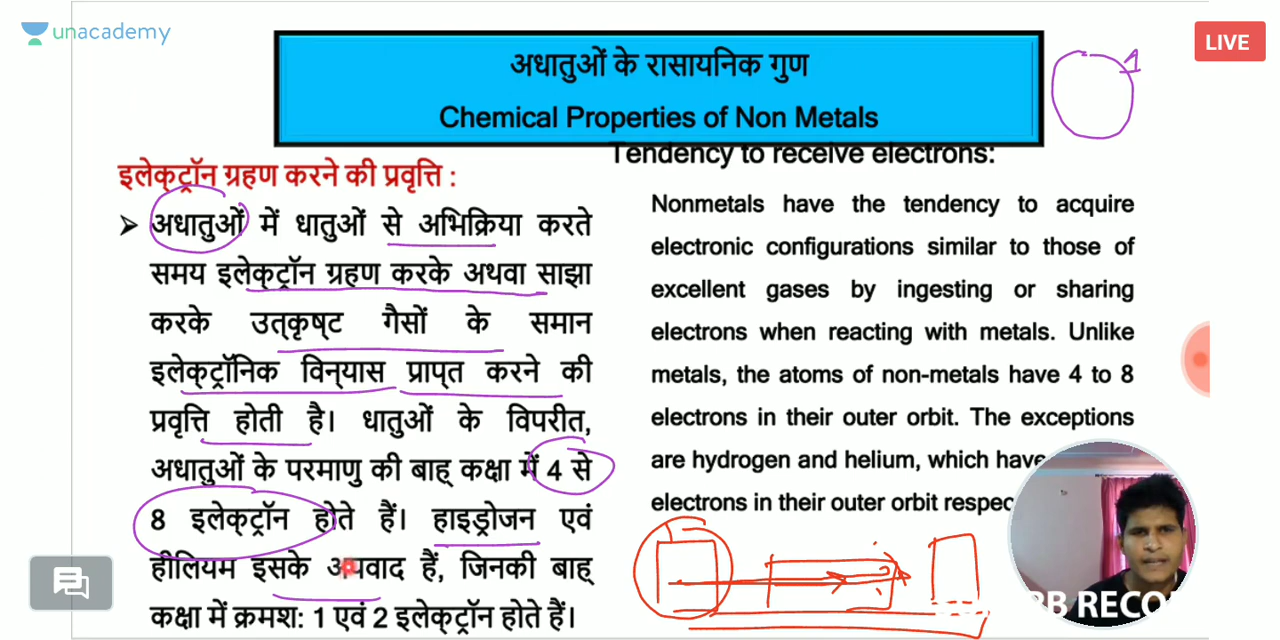 unacademy
LIVE
अधातुओं के रासायनिक गुण
Chemical Properties of Non Metals
1
Tendency to receive electrons:
इलेक्ट्रॉन ग्रहण करने की प्रवृत्ति :
➤ अधातुओं में धातुओं से अभिक्रिया करते
समय इलेक्ट्रॉन ग्रहण करके अथवा साझा
करके उत्कृष्ट गैसों के समान
इलेक्ट्रॉनिक विन्यास प्राप्त करने की
प्रवृत्ति होती है। धातुओं के विपरीत,
अधातुओं के परमाणु की बाह् कक्षा में 4 से
8 इलेक्ट्रॉन होते हैं। हाइड्रोजन एवं
हीलियम इसके अपवाद हैं, जिनकी बाह्
कक्षा में क्रमश: 1 एवं 2 इलेक्ट्रॉन होते हैं।
Nonmetals have the tendency to acquire
electronic configurations similar to those of
excellent gases by ingesting or sharing
electrons when reacting with metals. Unlike
metals, the atoms of non-metals have 4 to 8
electrons in their outer orbit. The exceptions
are hydrogen and helium, which have
electrons in their outer orbit respec
RECO